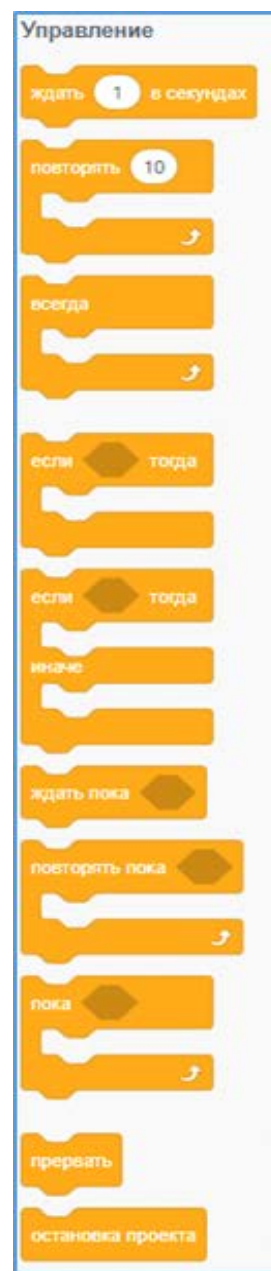 Управление
ждать 1 в секундах
повторять 10
всегда
если тогда
если тогда
иначе
ждать пока
повторять пока
пока
прервать
остановка проекта